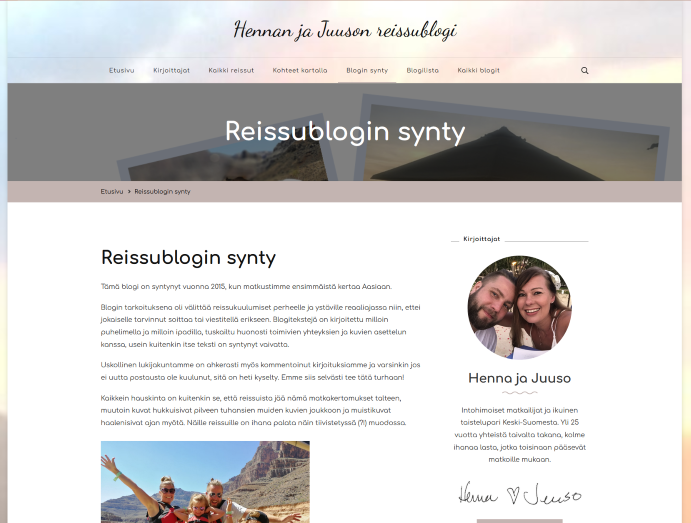 Hennan ja Juuson reissublogi
Etusivu Kirjoittajat Kaikki reissut Kohteet kartalla Blogin synty Blogilista Kaikki blogit
Reissublogin synty
Etusivu > Reissublogin synty
Reissublogin synty
Tämä blogi on syntynyt vuonna 2015, kun matkustimme ensimmäistä kertaa Aasiaan.
Blogin tarkoituksena oli välittää reissukuulumiset perheelle ja ystäville reaaliajassa niin, ettei
jokaiselle tarvinnut soittaa tai viestitellä erikseen. Blogitekstejä on kirjoitettu milloin
puhelimella ja milloin ipadilla, tuskailtu huonosti toimivien yhteyksien ja kuvien asettelun
kanssa, usein kuitenkin itse teksti on syntynyt vaivatta.
Uskollinen lukijakuntamme on ahkerasti myös kommentoinut kirjoituksiamme ja varsinkin jos
ei uutta postausta ole kuulunut, sitä on heti kyselty. Emme siis selvästi tee tätä turhaan!
Kaikkein hauskinta on kuitenkin se, että reissuista jää nämä matkakertomukset talteen,
muutoin kuvat hukkuisivat pilveen tuhansien muiden kuvien joukkoon ja muistikuvat
haalenisivat ajan myötä. Näille reissuille on ihana palata näin tiivistetyssä (?!) muodossa.
Kirjoittajat
Henna ja Juuso
Intohimoiset matkailijat ja ikuinen
taistelupari Keski-Suomesta. Yli 25
vuotta yhteistä taivalta takana, kolme
ihanaa lasta, jotka toisinaan pääsevät
matkoille mukaan.
Henna ♡ Juuso